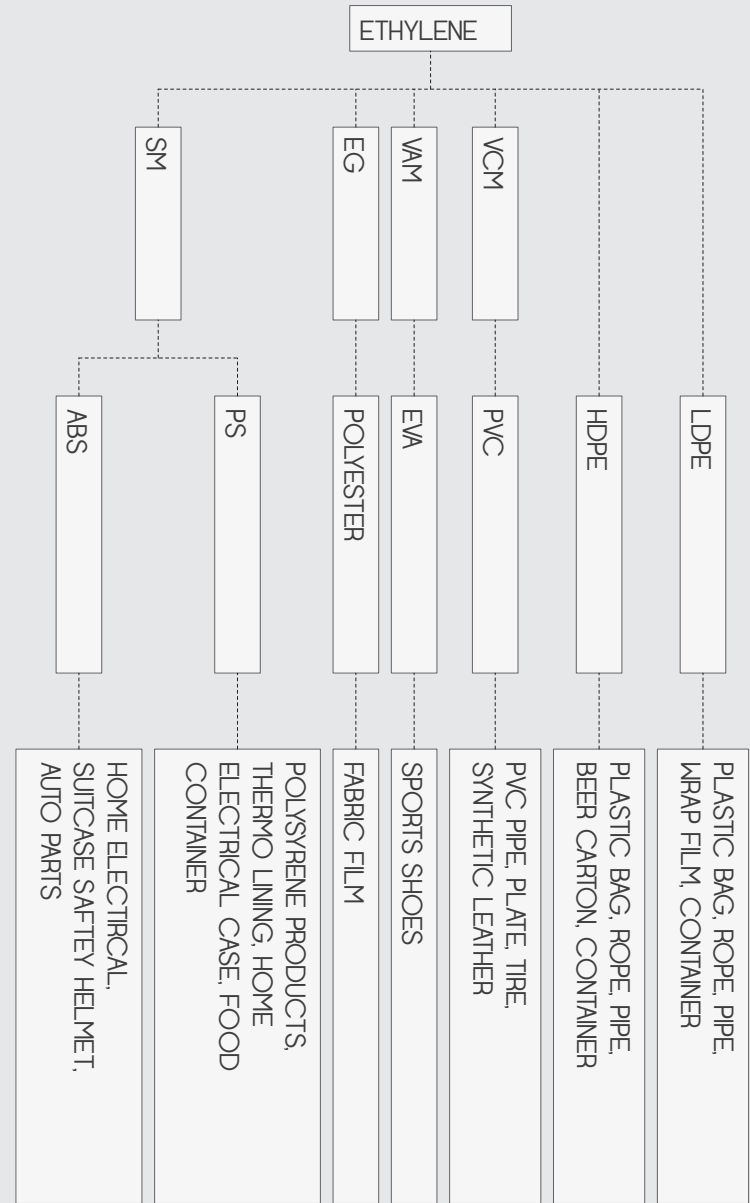 ETHYLENE
SM
EG
VAM
VCM
ABS
PS
POLYESTER
EVA
PVC
HDPE
LDPE
HOME ELECTIRCAL,
SUITCASE SAFTEY HELMET,
AUTO PARTS
POLYSYRENE PRODUCTS,
THERMO LINING, HOME
ELECTRICAL CASE, FOOD
CONTAINER
FABRIC FILM
SPORTS SHOES
PVC PIPE, PLATE, TIRE,
SYNTHETIC LEATHER
PLASTIC BAG, ROPE, PIPE,
BEER CARTON, CONTAINER
PLASTIC BAG, ROPE, PIPE,
WRAP FILM, CONTAINER